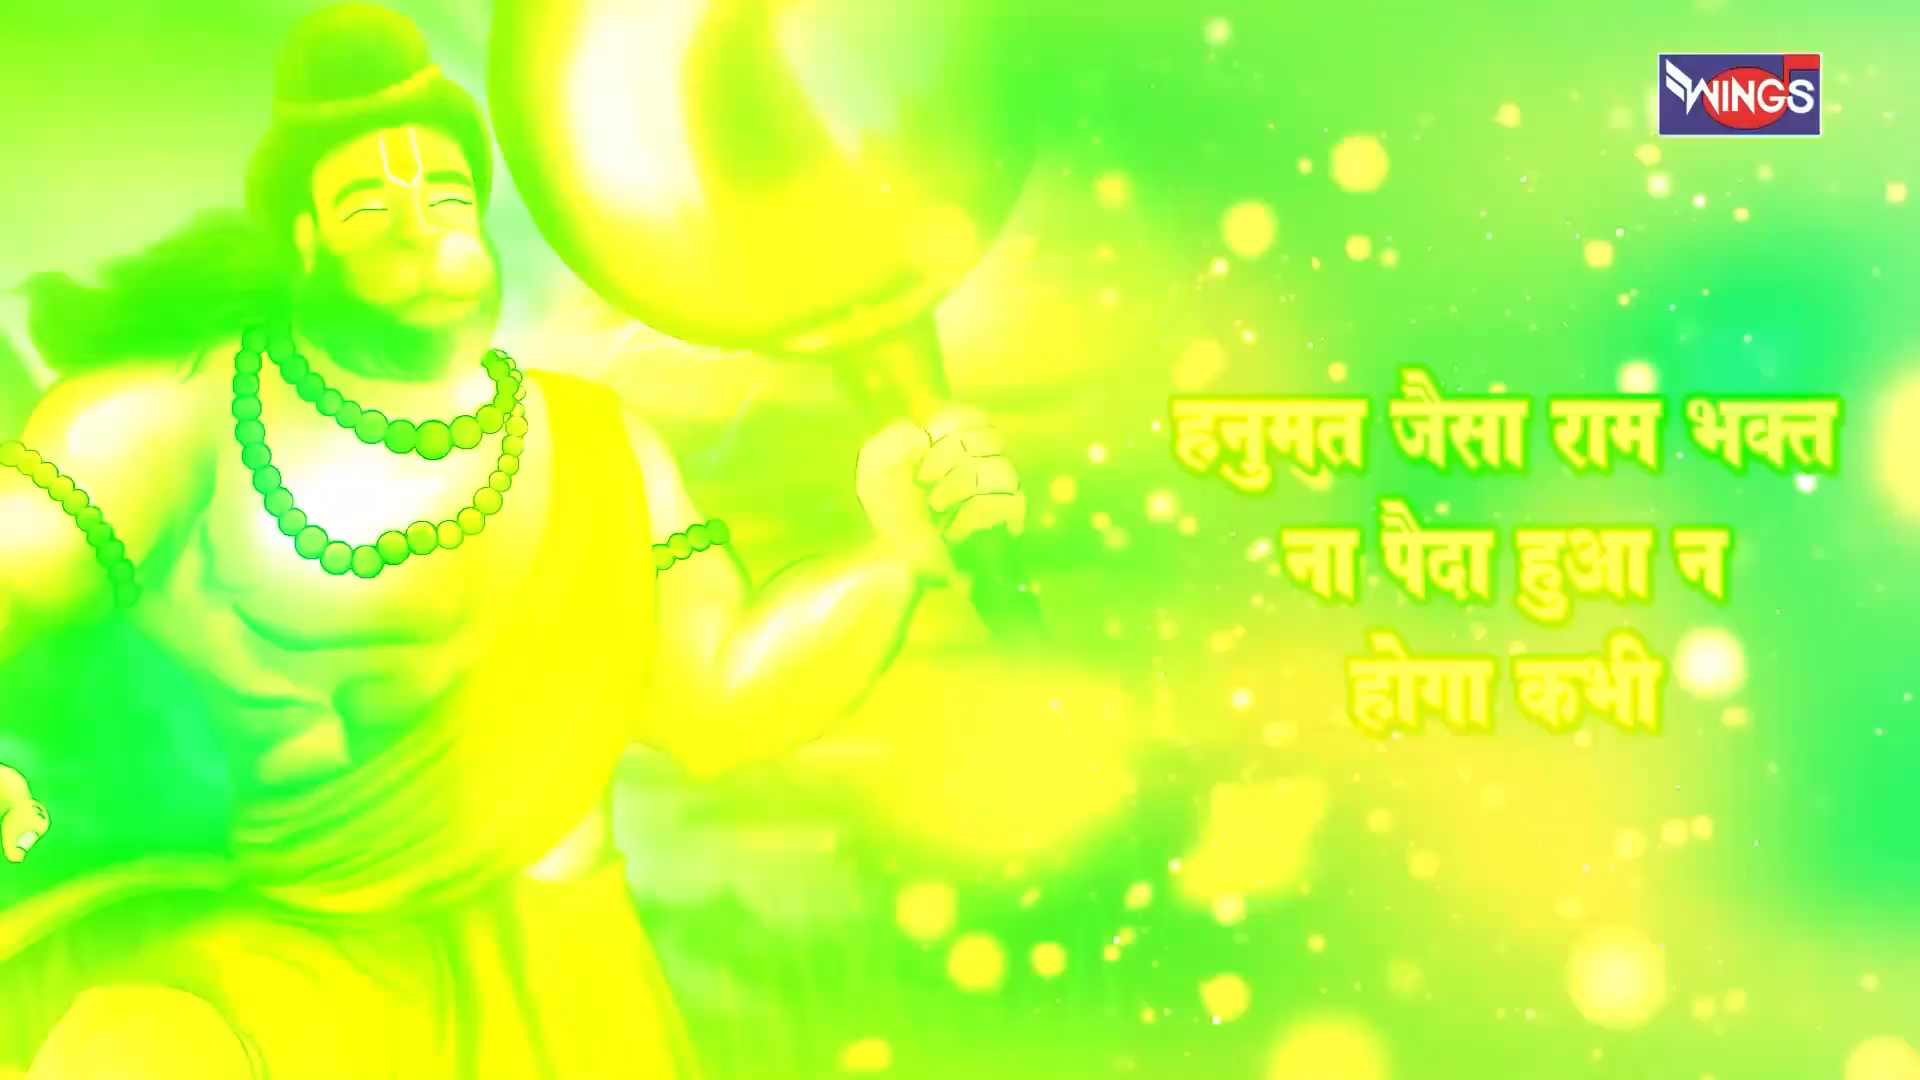 WINGS
हनुमत जैसा राम भक्त
ना पैदा हुआ न
होगा कभी